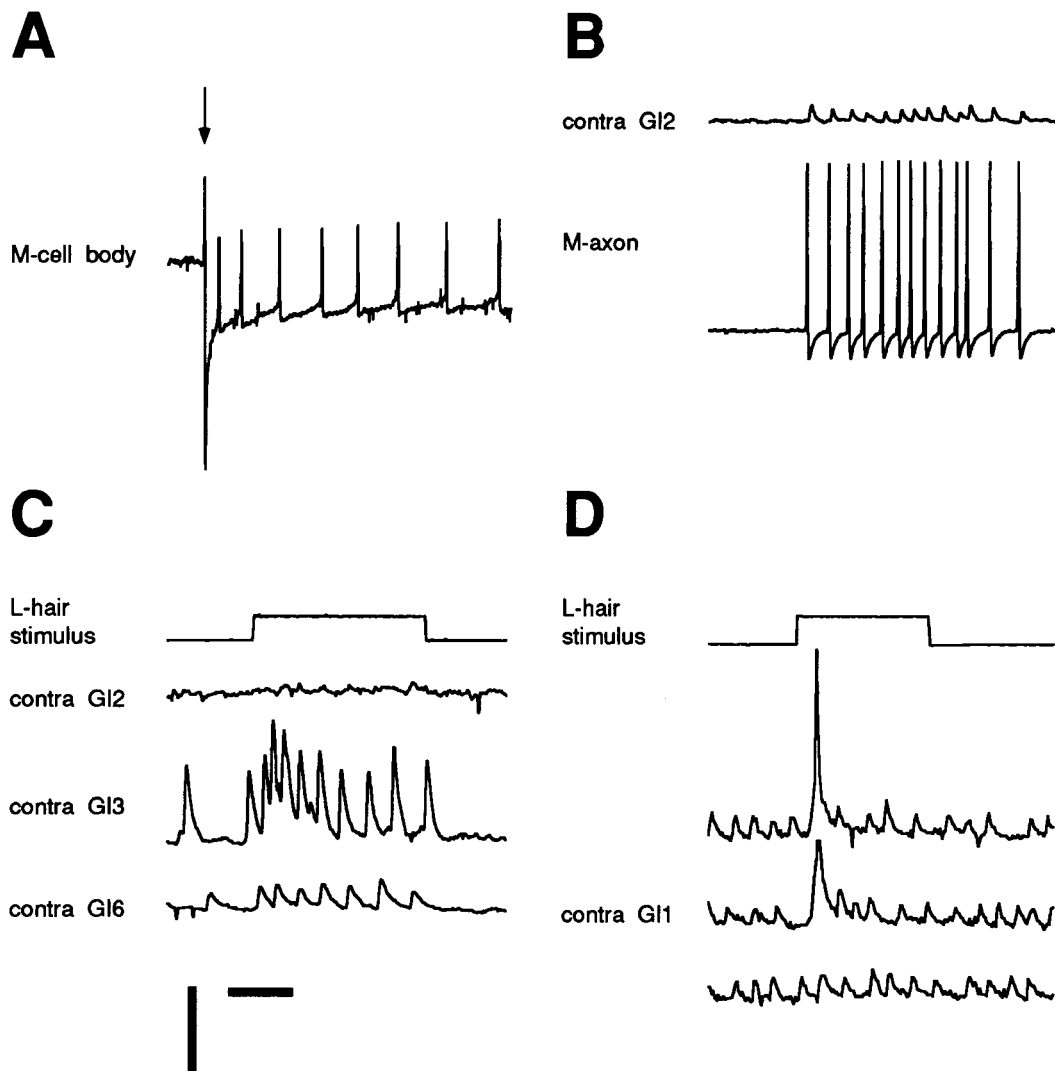 A
M-cell body
B
contra GI2
M-axon
C
L-hair
stimulus
contra GI2
contra GI3
contra GI6
D
L-hair
stimulus
contra GI1